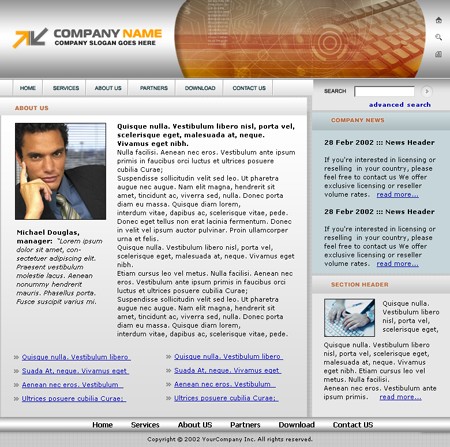 COMPANY NAME
COMPANY SLOGAN GOES HERE
HOME SERVICES ABOUT US PARTNERS DOWNLOAD CONTACT US
SEARCH
advanced search
ABOUT US
Quisque nulla. Vestibulum libero nisl, porta vel,
scelerisque eget, malesuada at, neque.
Vivamus eget nibh.
Nulla facilisi. Aenean nec eros. Vestibulum ante ipsum
primis in faucibus orci luctus et ultrices posuere
cubilia Curae;
Suspendisse sollicitudin velit sed leo. Ut pharetra
augue nec augue. Nam elit magna, hendrerit sit
amet, tincidunt ac, viverra sed, nulla. Donec porta
diam eu massa. Quisque diam lorem,
interdum vitae, dapibus ac, scelerisque vitae, pede.
Donec eget tellus non erat lacinia fermentum. Donec
in velit vel ipsum auctor pulvinar. Proin ullamcorper
urna et felis.
Quisque nulla. Vestibulum libero nisl, porta vel,
scelerisque eget, malesuada at, neque. Vivamus eget
nibh.
Etiam cursus leo vel metus. Nulla facilisi. Aenean nec
eros. Vestibulum ante ipsum primis in faucibus orci
luctus et ultrices posuere cubilia Curae;
Suspendisse sollicitudin velit sed leo. Ut pharetra
augue nec augue. Nam elit magna, hendrerit sit
amet, tincidunt ac, viverra sed, nulla. Donec porta
diam eu massa. Quisque diam lorem,
interdum vitae, dapibus ac, scelerisque vitae, pede.
Michael Douglas,
manager: "Lorem ipsum
dolor sit amet, con-
sectetuer adipiscing elit.
Praesent vestibulum
molestie lacus. Aenean
nonummy hendrerit
mauris. Phasellus porta.
Fusce suscipit varius mi.
Quisque nulla. Vestibulum libero
Suada At, neque. Vivamus eget
Aenean nec eros. Vestibulum
Ultrices posuere cubilia Curae;
Quisque nulla. Vestibulum libero
Suada At, neque. Vivamus eget
Aenean nec eros. Vestibulum
Ultrices posuere cubilia Curae;
COMPANY NEWS
28 Febr 2002 ::: News Header
If you're interested in licensing or
reselling in your country, please
feel free to contact us We offer
exclusive licensing or reseller
volume rates. read more...
28 Febr 2002 ::: News Header
If you're interested in licensing or
reselling in your country, please
feel free to contact us We offer
exclusive licensing or reseller
volume rates. read more...
SECTION HEADER
Quisque nulla.
Vestibulum libero
nisl, porta vel,
scelerisque eget,
malesuada at, neque. Vivamus
eget nibh. Etiam cursus leo vel
metus. Nulla facilisi. Aenean
nec eros. Vestibulum ante
ipsum primis read more...
Home Services About US Partners Download Contact US
Copyright © 2002 YourCompany Inc. All rights reserved.